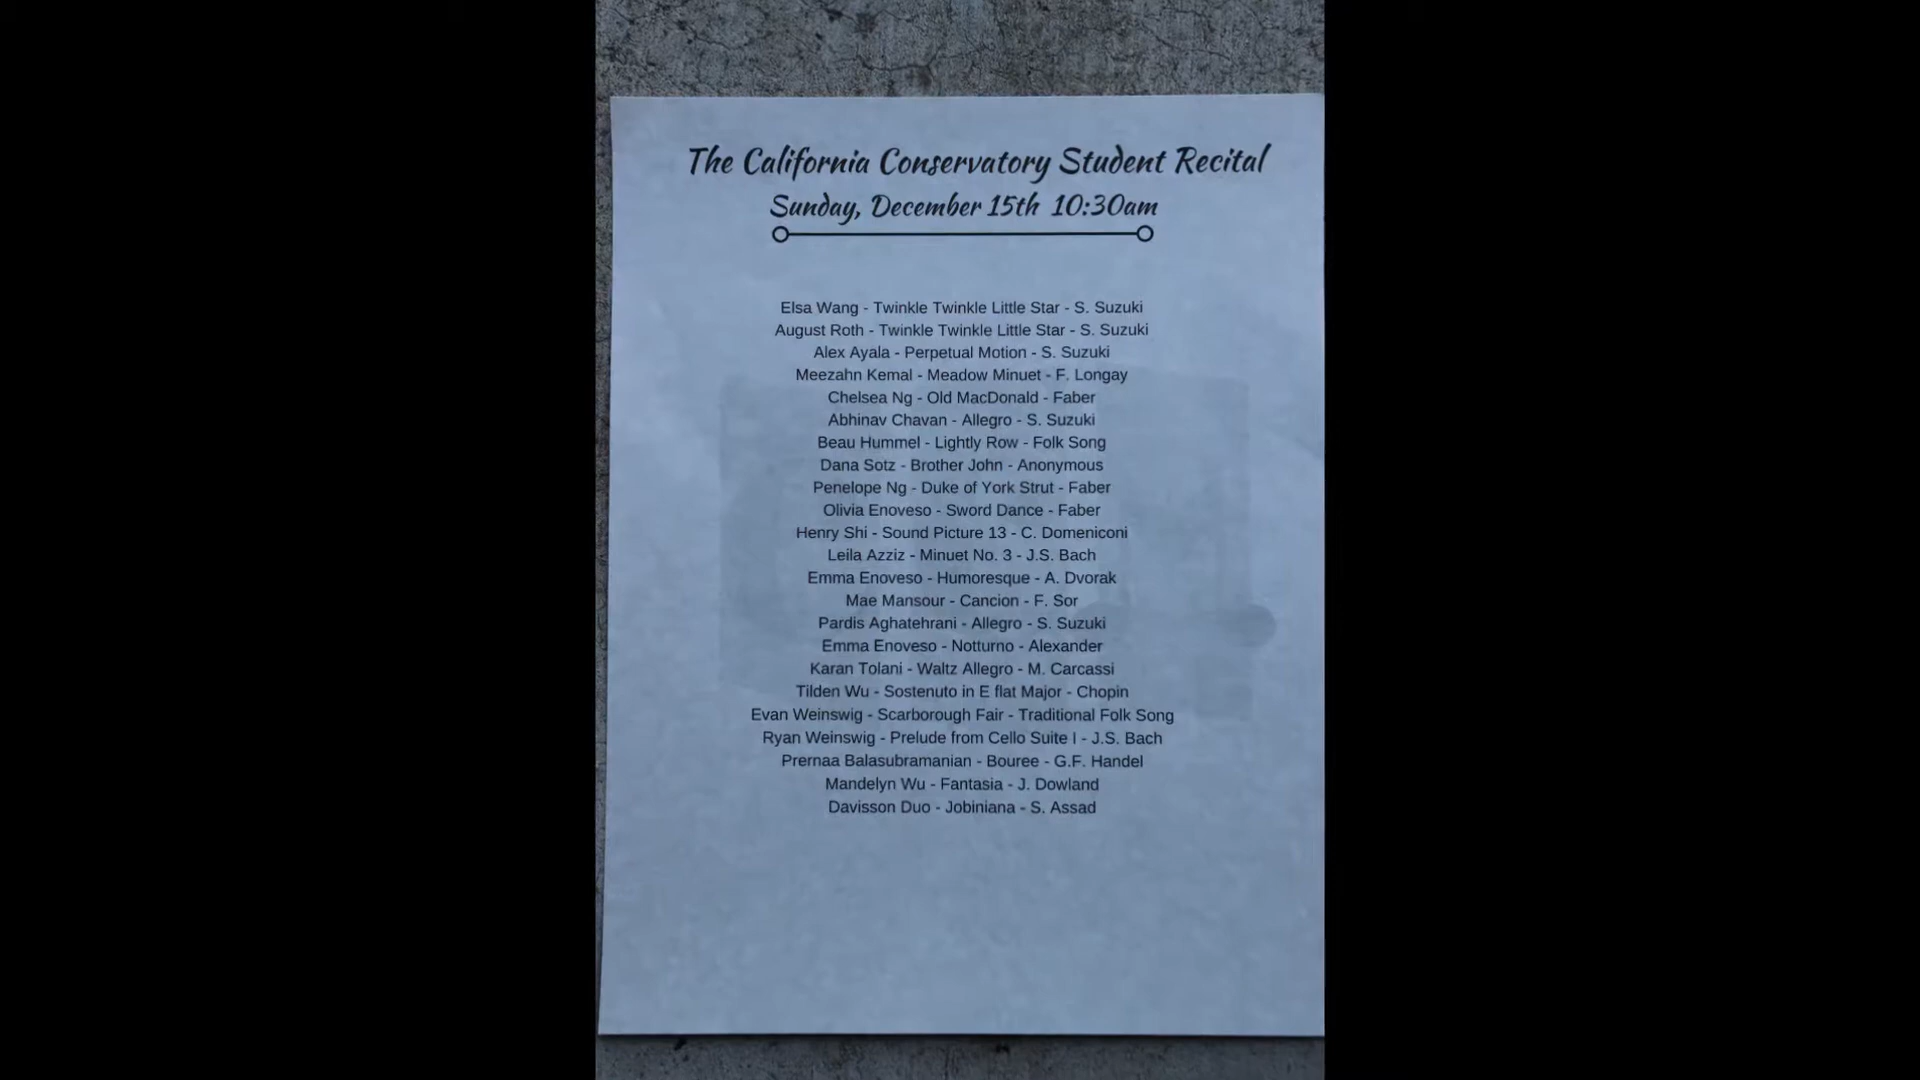 The California Conservatory Student Recital
Sunday, December 15th 10:30am
Elsa Wang - Twinkle Twinkle Little Star - S. Suzuki
August Roth - Twinkle Twinkle Little Star - S. Suzuki
Alex Ayala - Perpetual Motion - S. Suzuki
Meezahn Kemal - Meadow Minuet - F. Longay
Chelsea Ng - Old MacDonald - Faber
Abhinav Chavan - Allegro - S. Suzuki
Beau Hummel - Lightly Row - Folk Song
Dana Sotz - Brother John - Anonymous
Penelope Ng - Duke of York Strut - Faber
Olivia Enoveso - Sword Dance - Faber
Henry Shi - Sound Picture 13 - C. Domeniconi
Leila Azziz - Minuet No. 3 - J.S. Bach
Emma Enoveso - Humoresque - A. Dvorak
Mae Mansour - Cancion - F. Sor
Pardis Aghatehrani - Allegro - S. Suzuki
Emma Enoveso - Notturno - Alexander
Karan Tolani - Waltz Allegro - M. Carcassi
Tilden Wu - Sostenuto in E flat Major - Chopin
Evan Weinswig - Scarborough Fair - Traditional Folk Song
Ryan Weinswig - Prelude from Cello Suite I - J.S. Bach
Prernaa Balasubramanian - Bouree - G.F. Handel
Mandelyn Wu - Fantasia - J. Dowland
Davisson Duo - Jobiniana - S. Assad